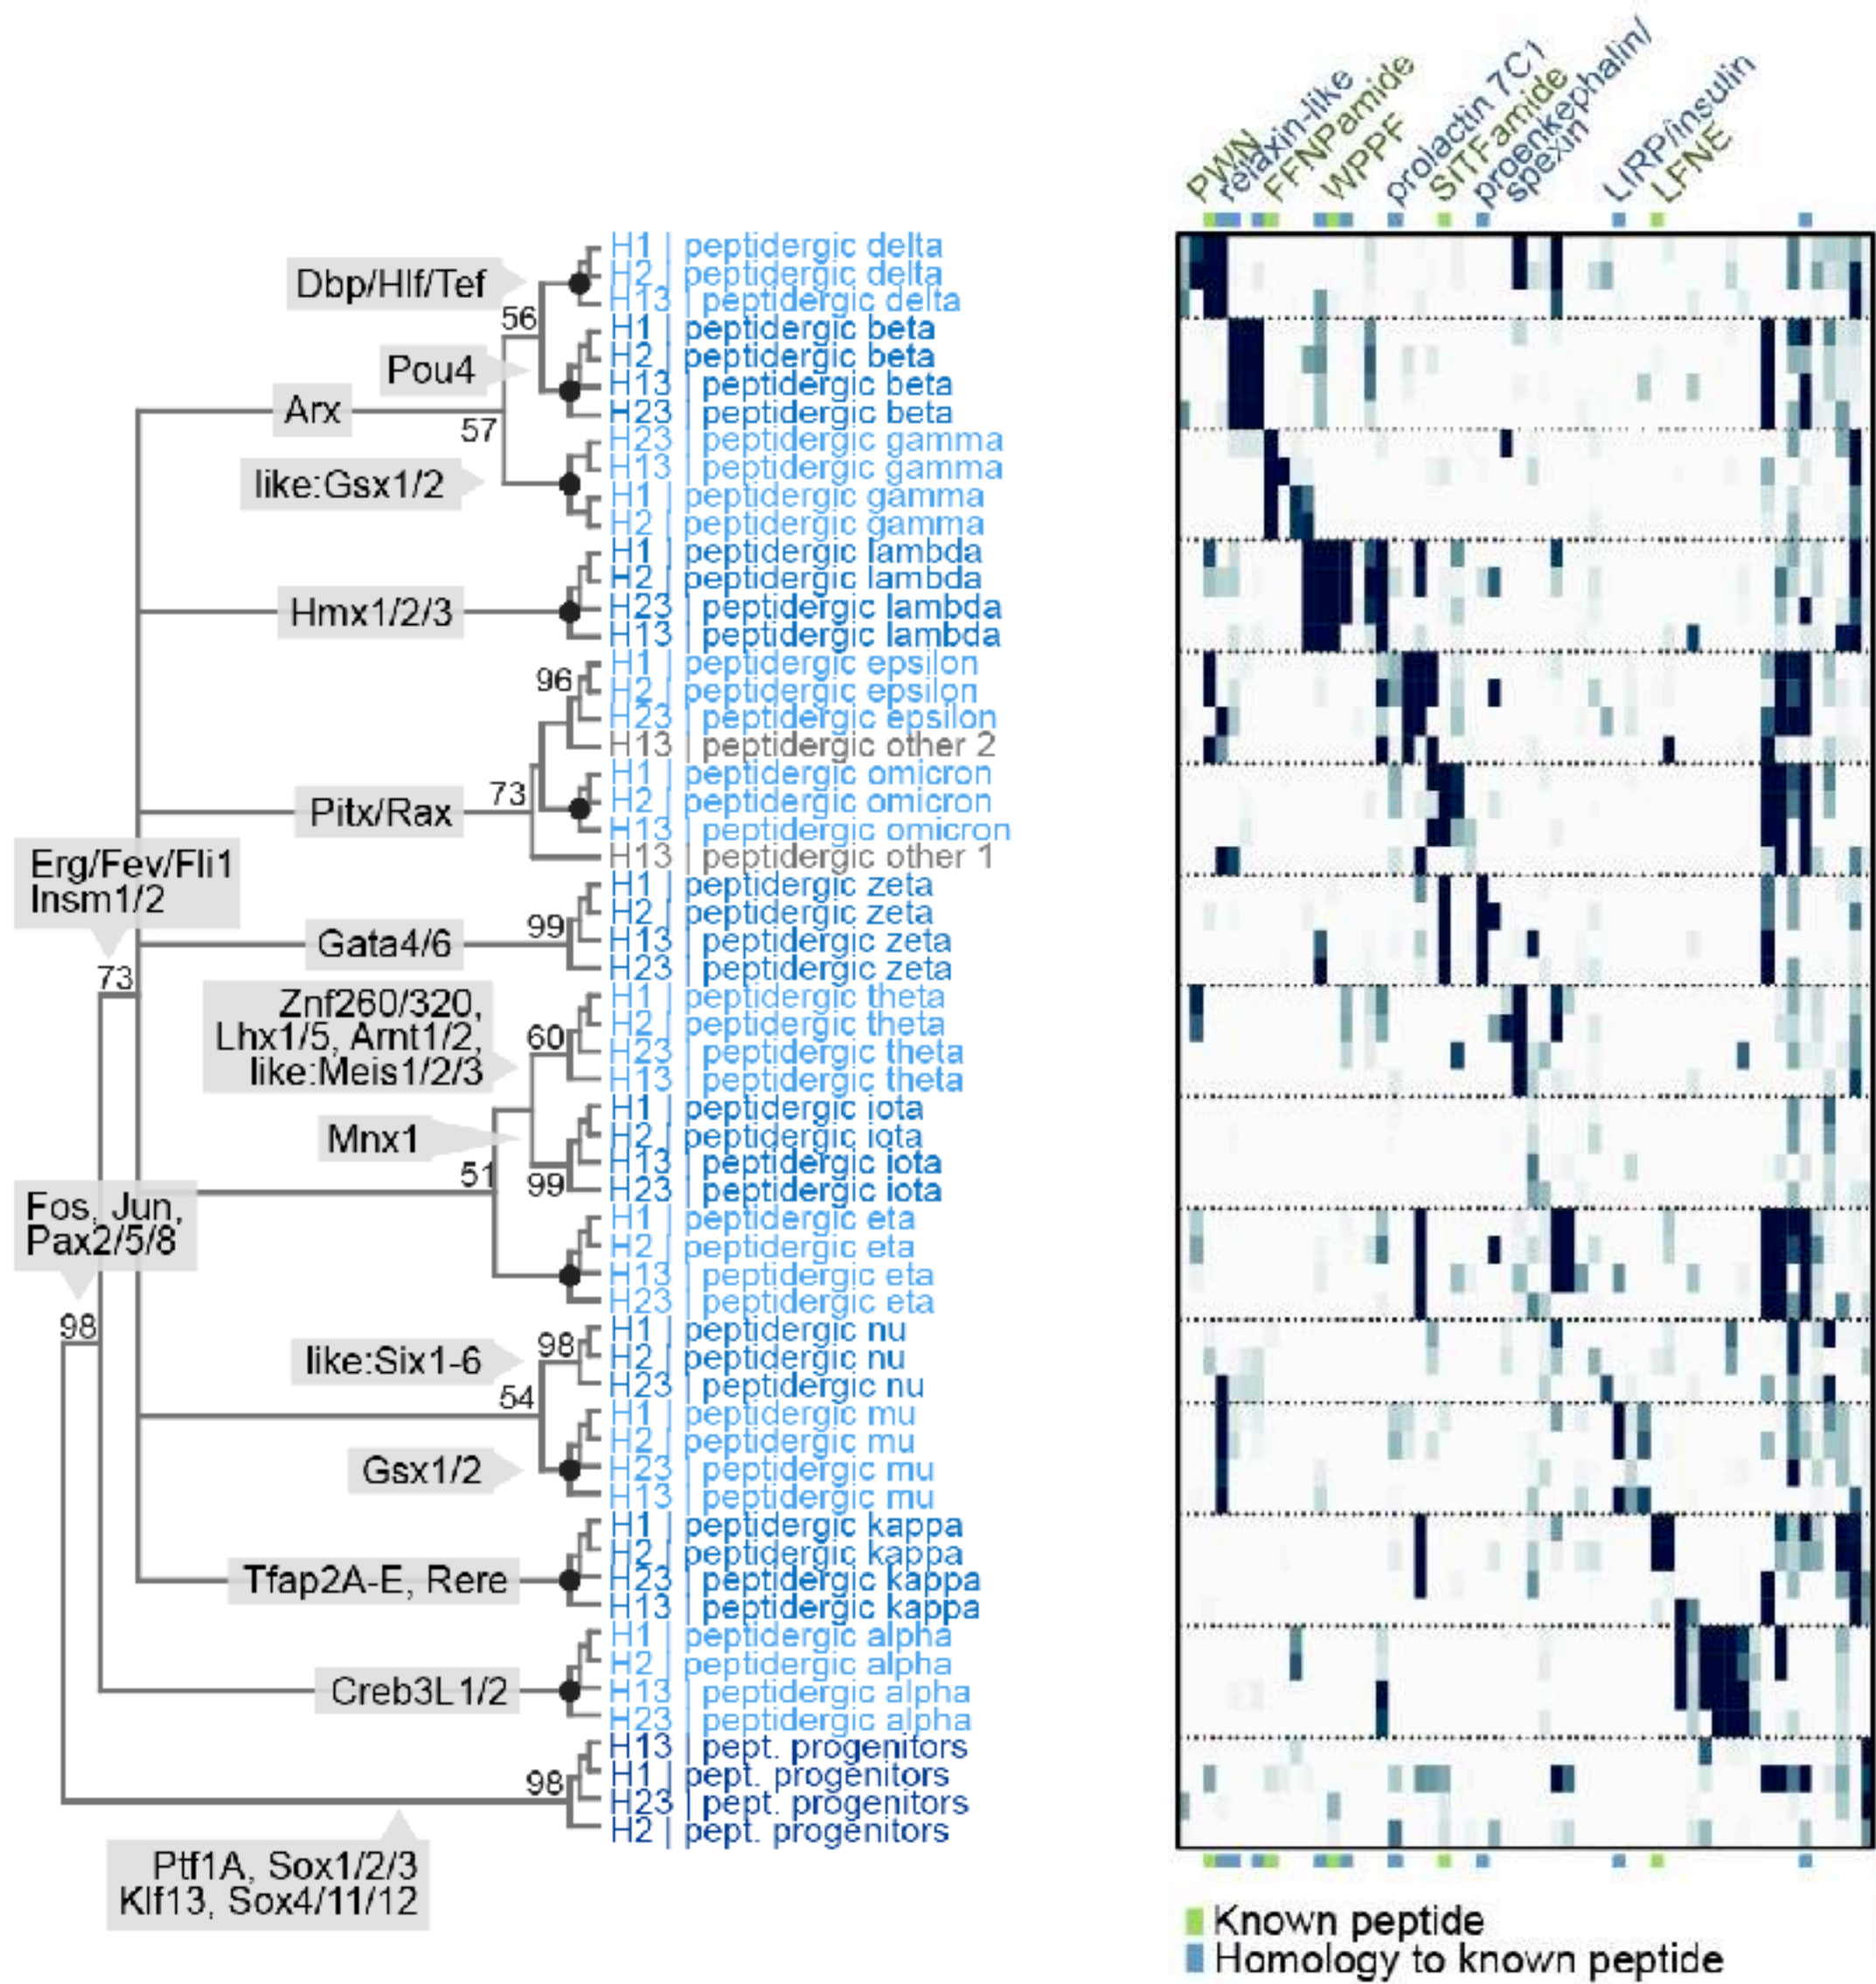 PWN
relaxin-like
FFNPamide
WPPF
prolactin 7C1
SITFamide
proenkephalin/
spexin
LIRP/insulin
LFNE
Dbp/Hlf/Tef
56
Pou4
Arx
57
like:Gsx1/2
Hmx1/2/3
96
73
Pitx/Rax
Erg/Fev/Fli1
Insm1/2
99
Gata4/6
73
Znf260/320,
Lhx1/5, Arnt1/2,
like:Meis1/2/3
60
Mnx1
51
99
Fos, Jun,
Pax2/5/8
98
like:Six1-6
98
54
Gsx1/2
Tfap2A-E, Rere
Creb3L1/2
98
Ptf1A, Sox1/2/3
Klf13, Sox4/11/12
H1 | peptidergic delta
H2 | peptidergic delta
H13 | peptidergic delta
H1 | peptidergic beta
H2 | peptidergic beta
H13 | peptidergic beta
H23 | peptidergic beta
H23 | peptidergic gamma
H13 | peptidergic gamma
H1 | peptidergic gamma
H2 | peptidergic gamma
H1 | peptidergic lambda
H2 | peptidergic lambda
H23 | peptidergic lambda
H13 | peptidergic lambda
H1 | peptidergic epsilon
H2 | peptidergic epsilon
H23 | peptidergic epsilon
H13 | peptidergic other 2
H1 | peptidergic omicron
H2 | peptidergic omicron
H13 | peptidergic omicron
H13 | peptidergic other 1
H1 | peptidergic zeta
H2 | peptidergic zeta
H13 | peptidergic zeta
H23 | peptidergic zeta
H1 | peptidergic theta
H2 | peptidergic theta
H23 | peptidergic theta
H13 | peptidergic theta
H1 | peptidergic iota
H2 | peptidergic iota
H13 | peptidergic iota
H23 | peptidergic iota
H1 | peptidergic eta
H2 | peptidergic eta
H13 | peptidergic eta
H23 | peptidergic eta
H1 | peptidergic nu
H2 | peptidergic nu
H23 | peptidergic nu
H1 | peptidergic mu
H2 | peptidergic mu
H23 | peptidergic mu
H13 | peptidergic mu
H1 | peptidergic kappa
H2 | peptidergic kappa
H23 | peptidergic kappa
H13 | peptidergic kappa
H1 | peptidergic alpha
H2 | peptidergic alpha
H13 | peptidergic alpha
H23 | peptidergic alpha
H13 | pept. progenitors
H1 | pept. progenitors
H23 | pept. progenitors
H2 | pept. progenitors
Known peptide
Homology to known peptide